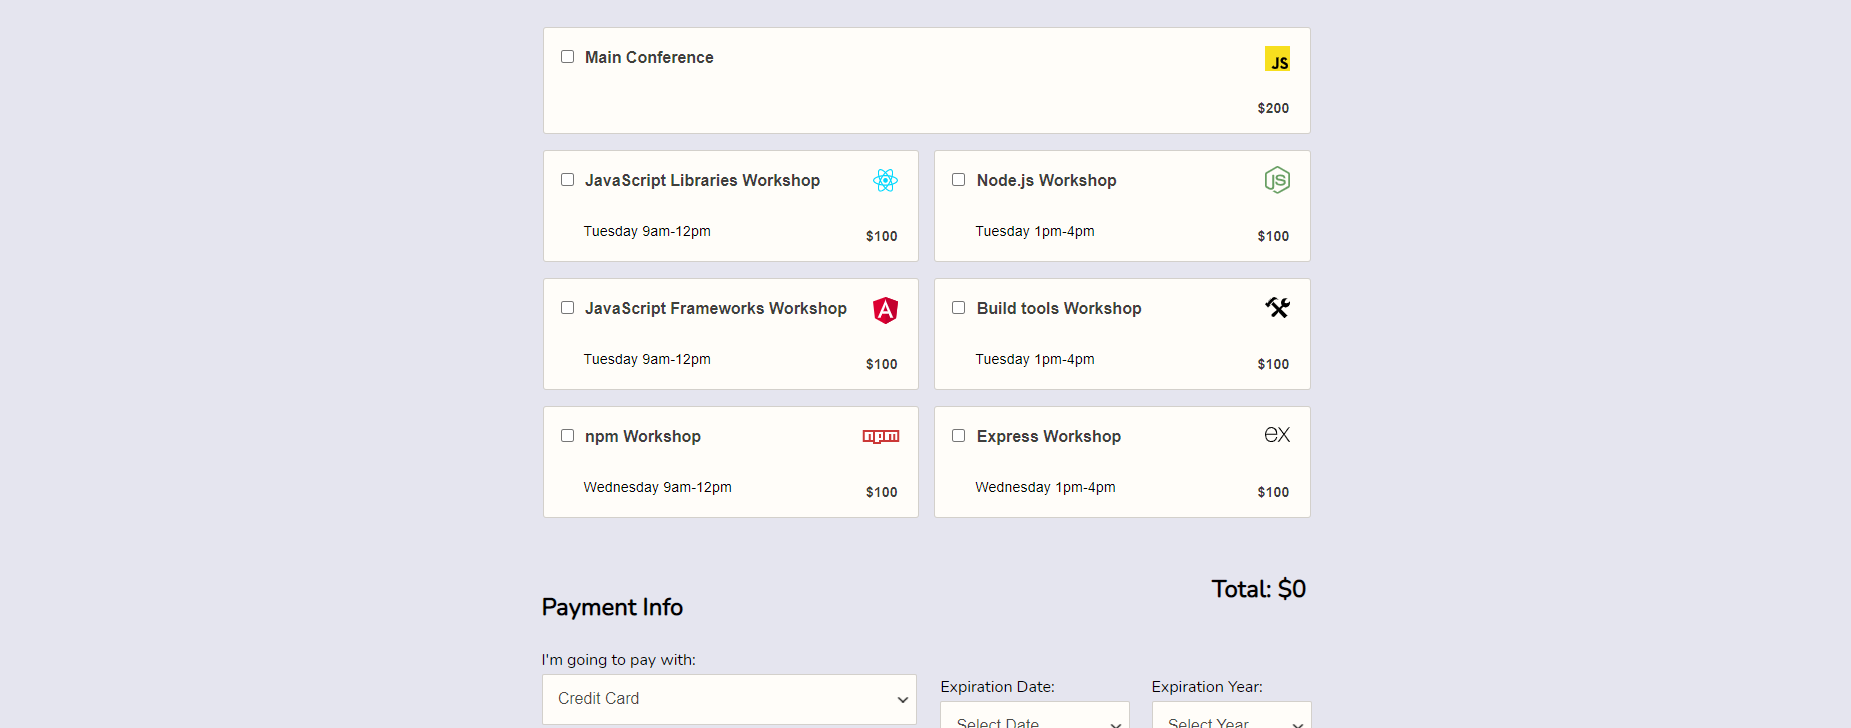 Main Conference
JS
$200
JavaScript Libraries Workshop
Tuesday 9am-12pm
$100
Node.js Workshop
JS
Tuesday 1pm-4pm
$100
JavaScript Frameworks Workshop
A
Tuesday 9am-12pm
$100
Build tools Workshop
Tuesday 1pm-4pm
$100
npm Workshop
npm
Wednesday 9am-12pm
$100
Express Workshop
ex
Wednesday 1pm-4pm
$100
Total: $0
Payment Info
I'm going to pay with:
Credit Card
Expiration Date:
Select Date
Expiration Year:
Select Year